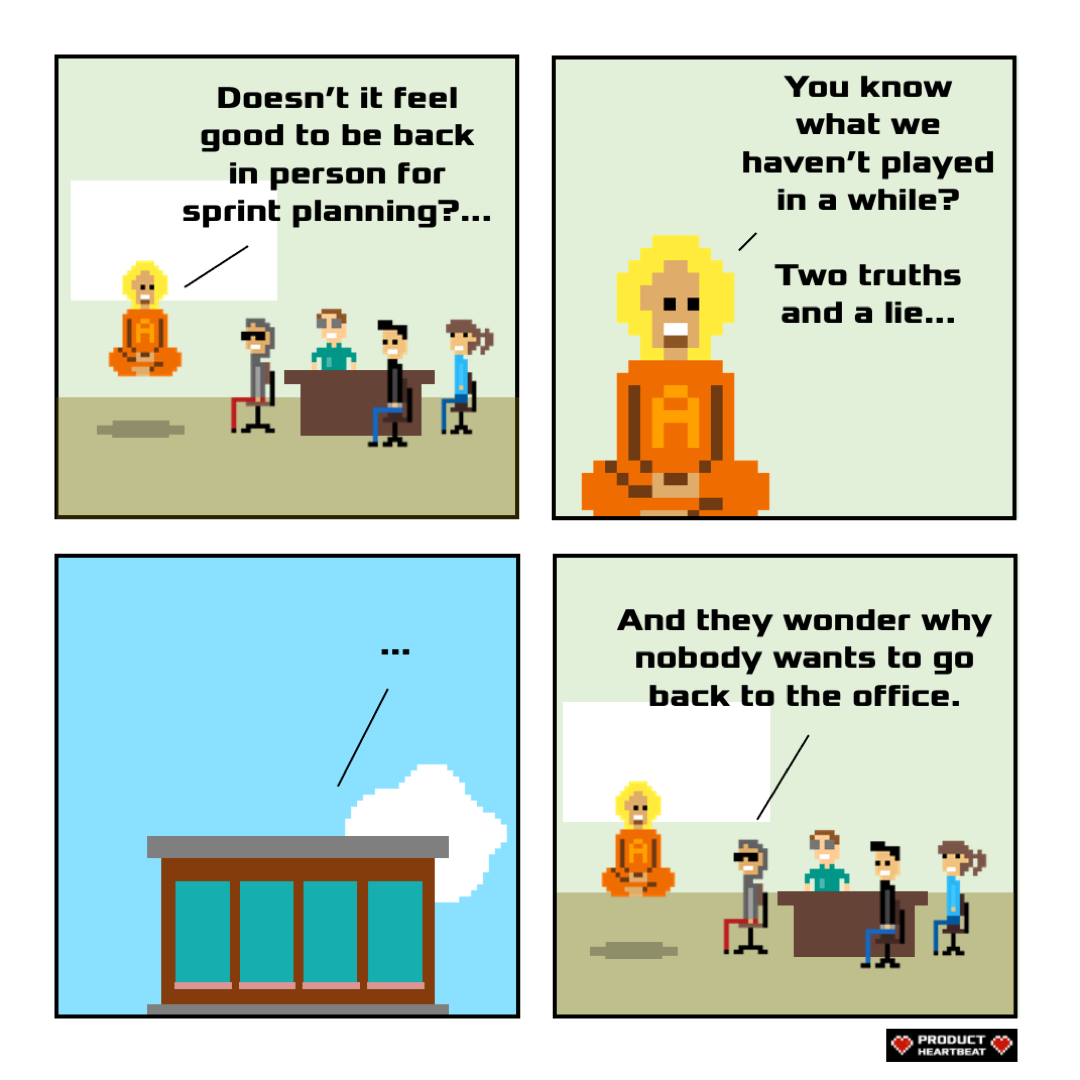 Doesn't it feel
good to be back
in person for
sprint planning?...
You know
what we
haven't played
in a while?
Two truths
and a lie...
...
And they wonder why
nobody wants to go
back to the office.
PRODUCT
HEARTBEAT